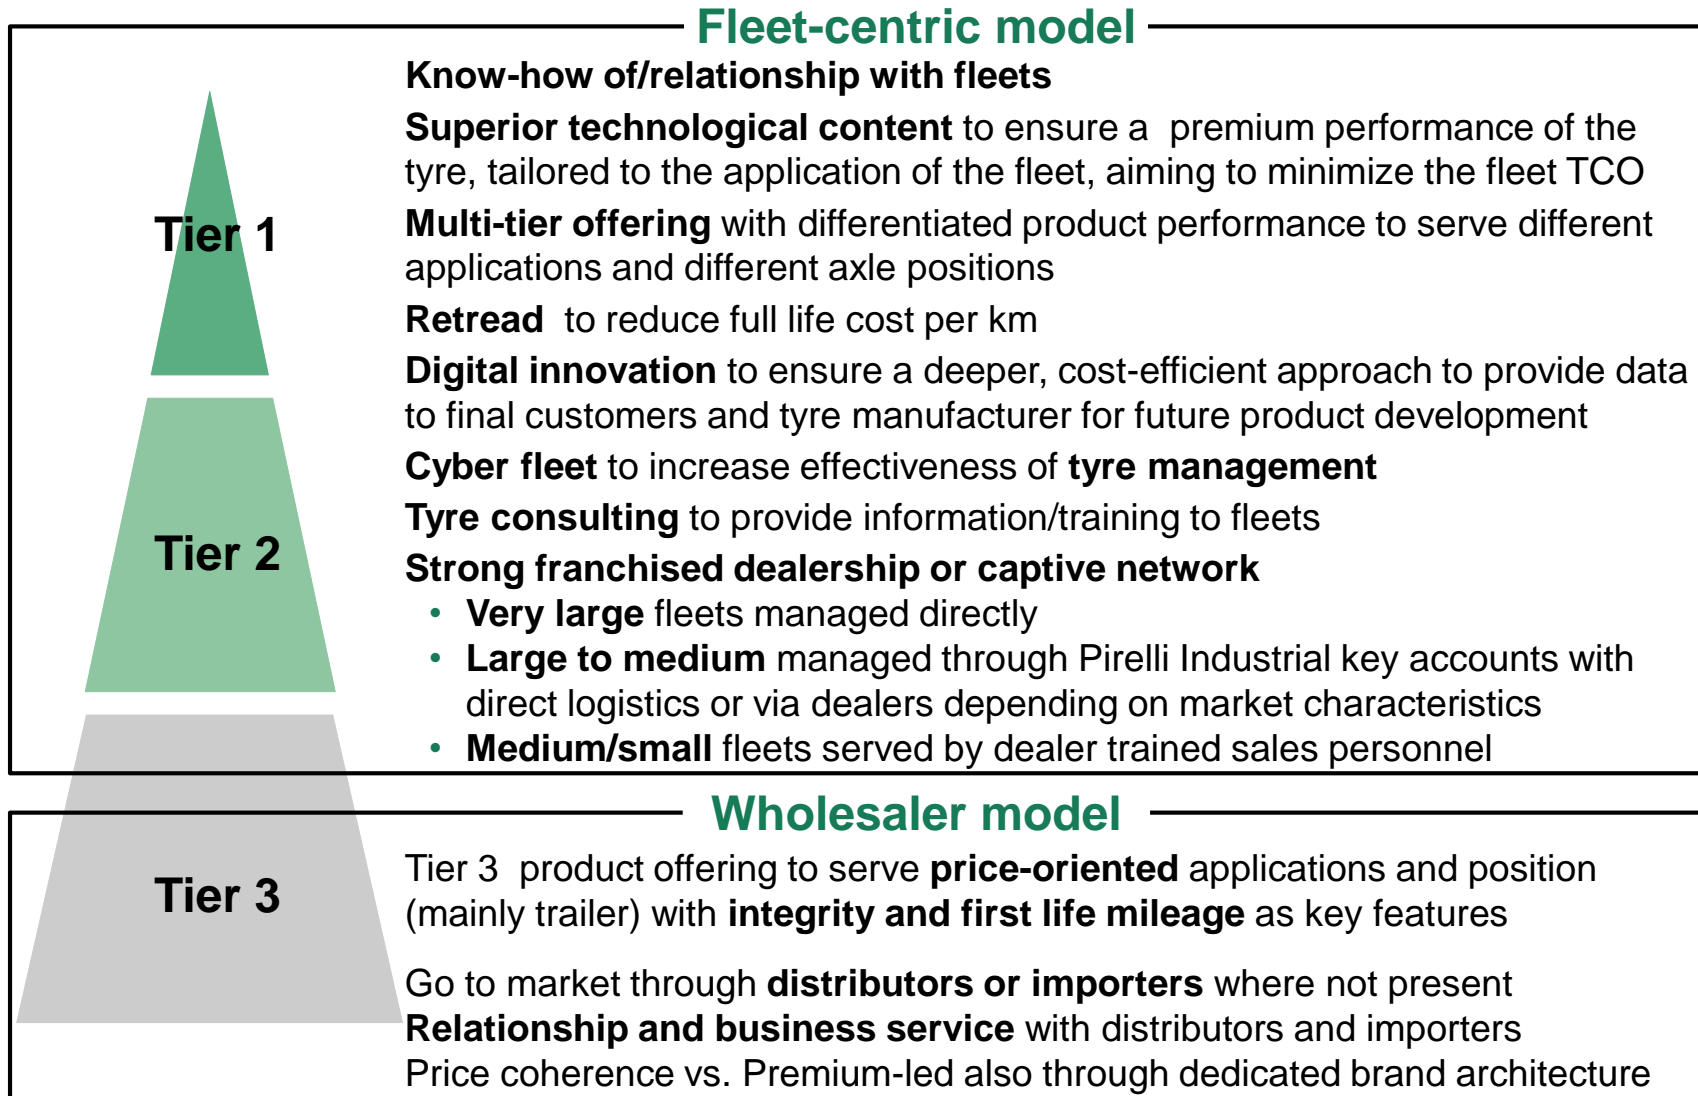 Fleet-centric model
Know-how of/relationship with fleets
Superior technological content to ensure a premium performance of the
tyre, tailored to the application of the fleet, aiming to minimize the fleet TCO
Tier 1
Multi-tier offering with differentiated product performance to serve different
applications and different axle positions
Retread to reduce full life cost per km
Digital innovation to ensure a deeper, cost-efficient approach to provide data
to final customers and tyre manufacturer for future product development
Cyber fleet to increase effectiveness of tyre management
Tyre consulting to provide information/training to fleets
Tier 2
Strong franchised dealership or captive network
• Very large fleets managed directly
• Large to medium managed through Pirelli Industrial key accounts with
direct logistics or via dealers depending on market characteristics
• Medium/small fleets served by dealer trained sales personnel
Wholesaler model
Tier 3
Tier 3 product offering to serve price-oriented applications and position
(mainly trailer) with integrity and first life mileage as key features
Go to market through distributors or importers where not present
Relationship and business service with distributors and importers
Price coherence vs. Premium-led also through dedicated brand architecture